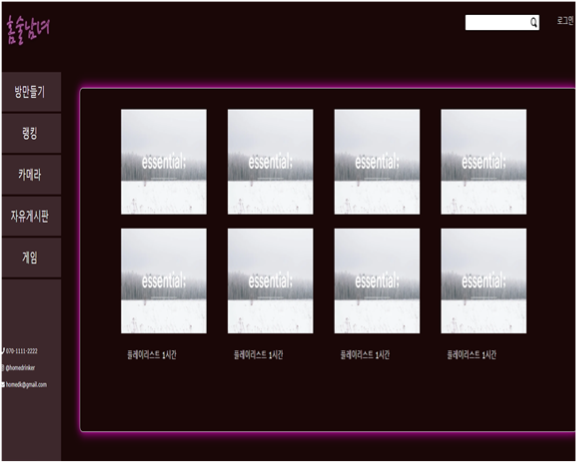 홈술남녀
로그인
방만들기
랭킹
카메라
자유게시판
게임
essential;
essential;
essential;
essential;
essential;
essential;
essential;
essential;
플레이리스트 1시간
플레이리스트 1시간
플레이리스트 1시간
플레이리스트 1시간
070-1111-2222
@homedrinker
homedk@gmail.com